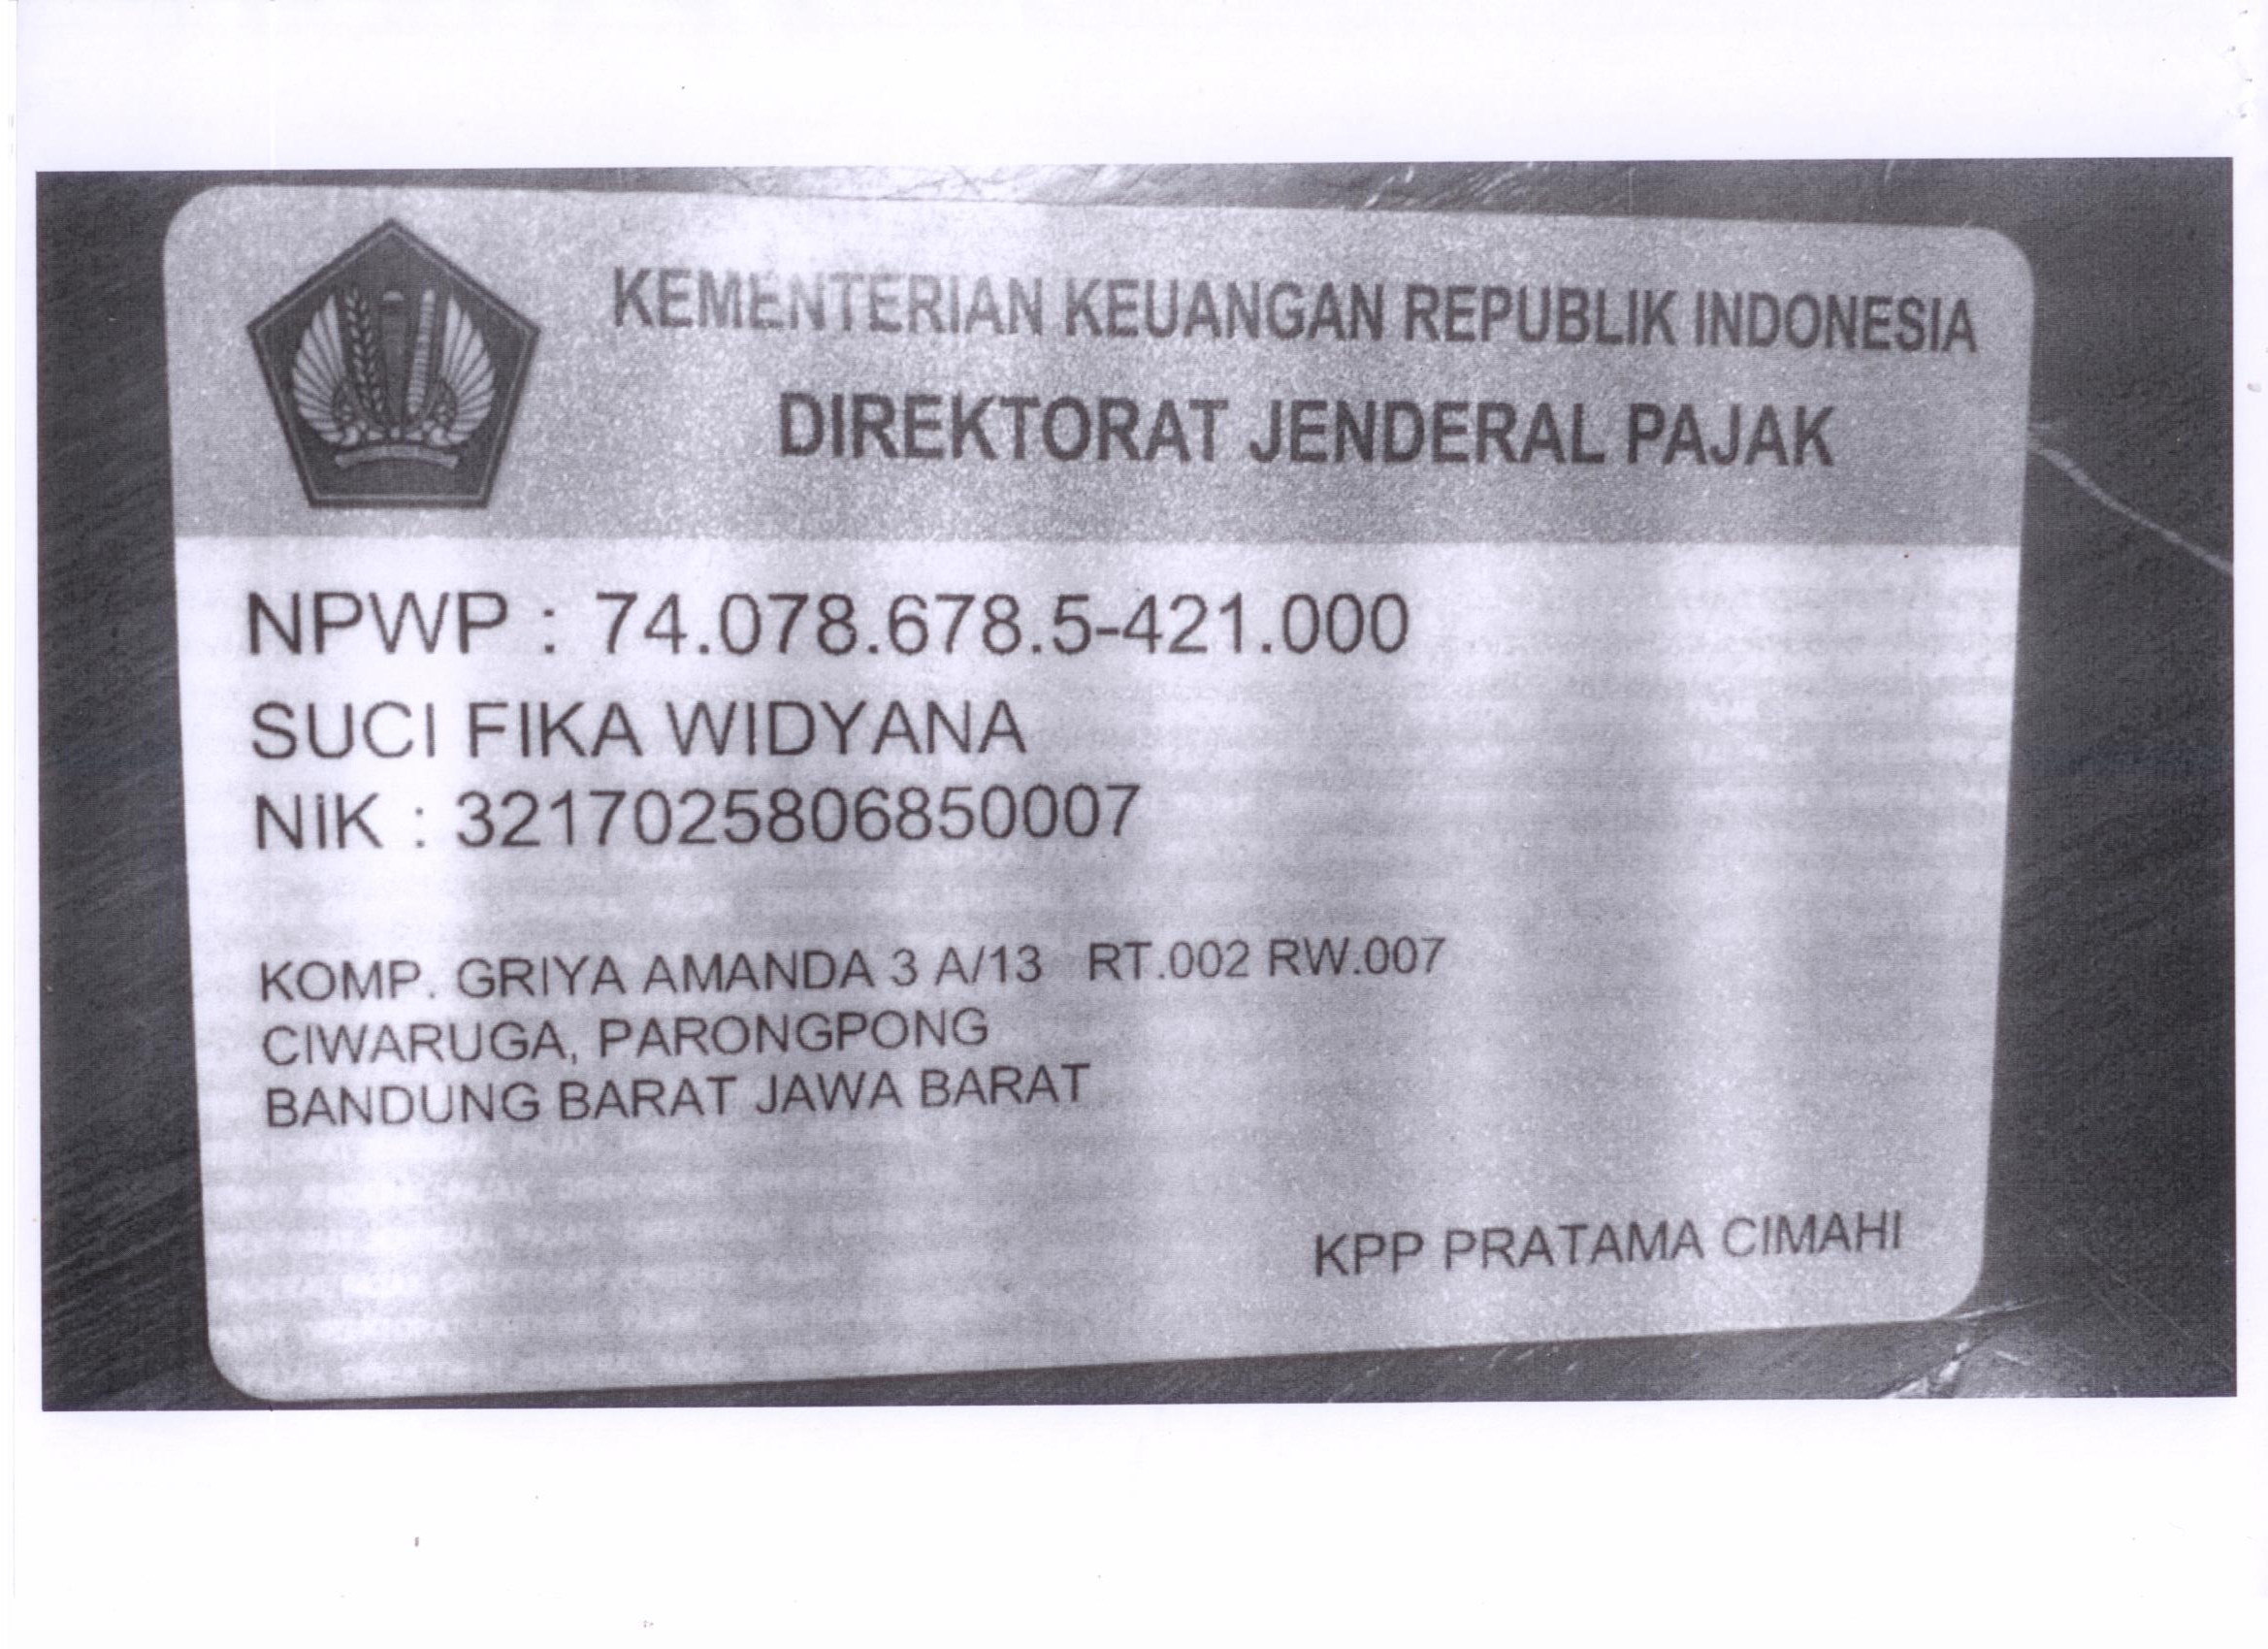 KEMENTERIAN KEUANGAN REPUBLIK INDONESIA
DIREKTORAT JENDERAL PAJAK
NPWP : 74.078.678.5-421.000
SUCI FIKA WIDYANA
NIK : 3217025806850007
KOMP. GRIYA AMANDA 3 A/13 RT.002 RW.007
CIWARUGA, PARONGPONG
BANDUNG BARAT JAWA BARAT
KPP PRATAMA CIMAHI